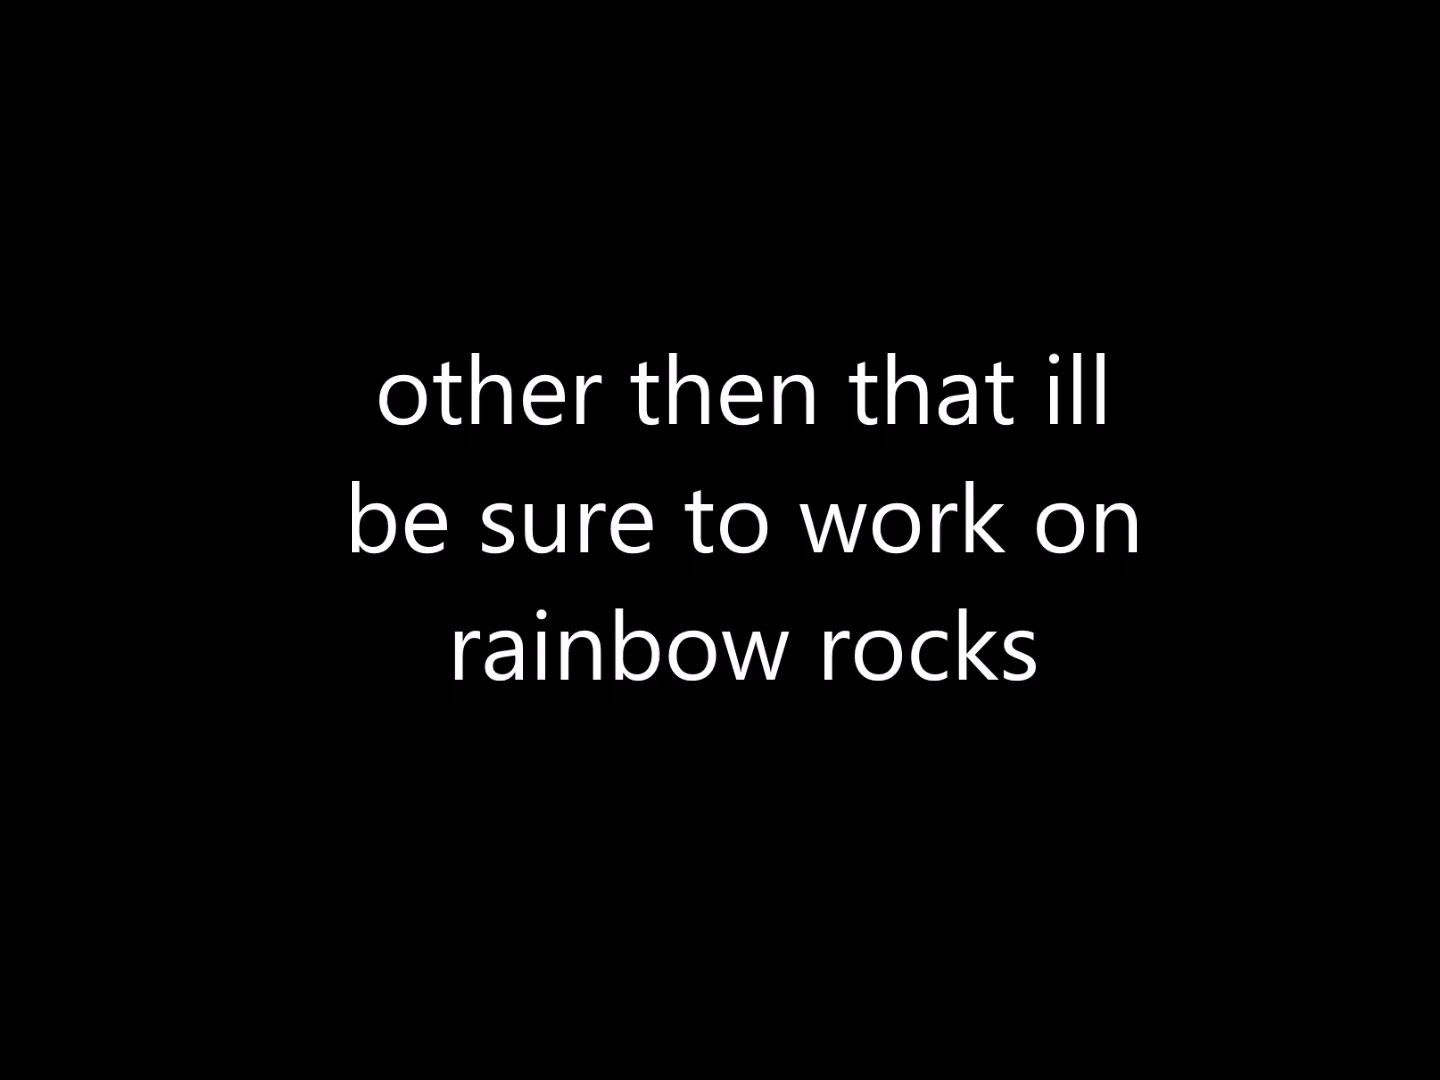 other then that ill
be sure to work on
rainbow rocks